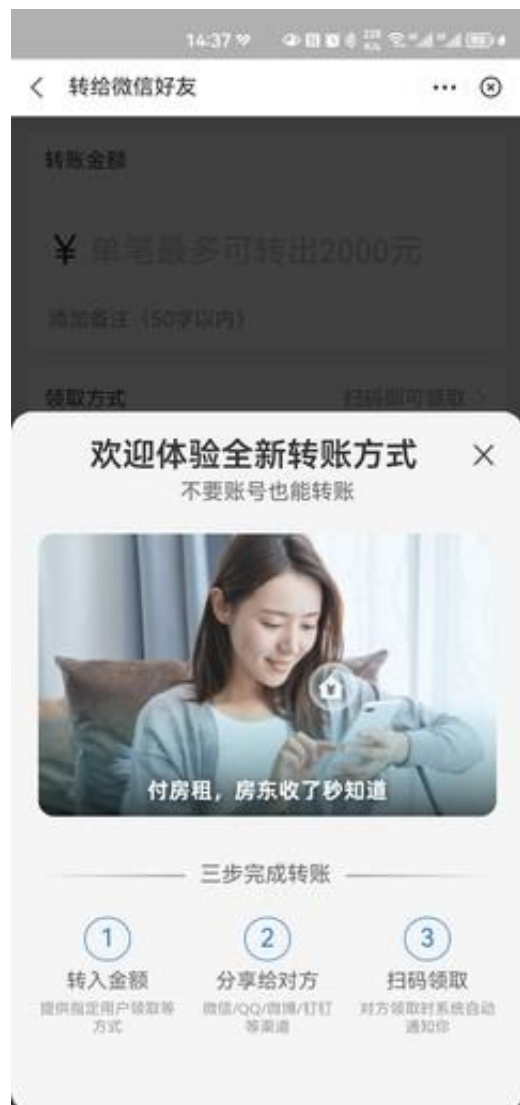 14:37
转给微信好友
转账金额
¥ 单笔最多可转出2000元
添加备注（50字以内）
领取方式 扫码即可领取 >
欢迎体验全新转账方式
不要账号也能转账
付房租，房东收了秒知道
三步完成转账
1 2 3
转入金额 分享给对方 扫码领取
提供指定用户领取等 微信/QQ/微博/钉钉 对方领取时系统自动
方式 等渠道 通知你